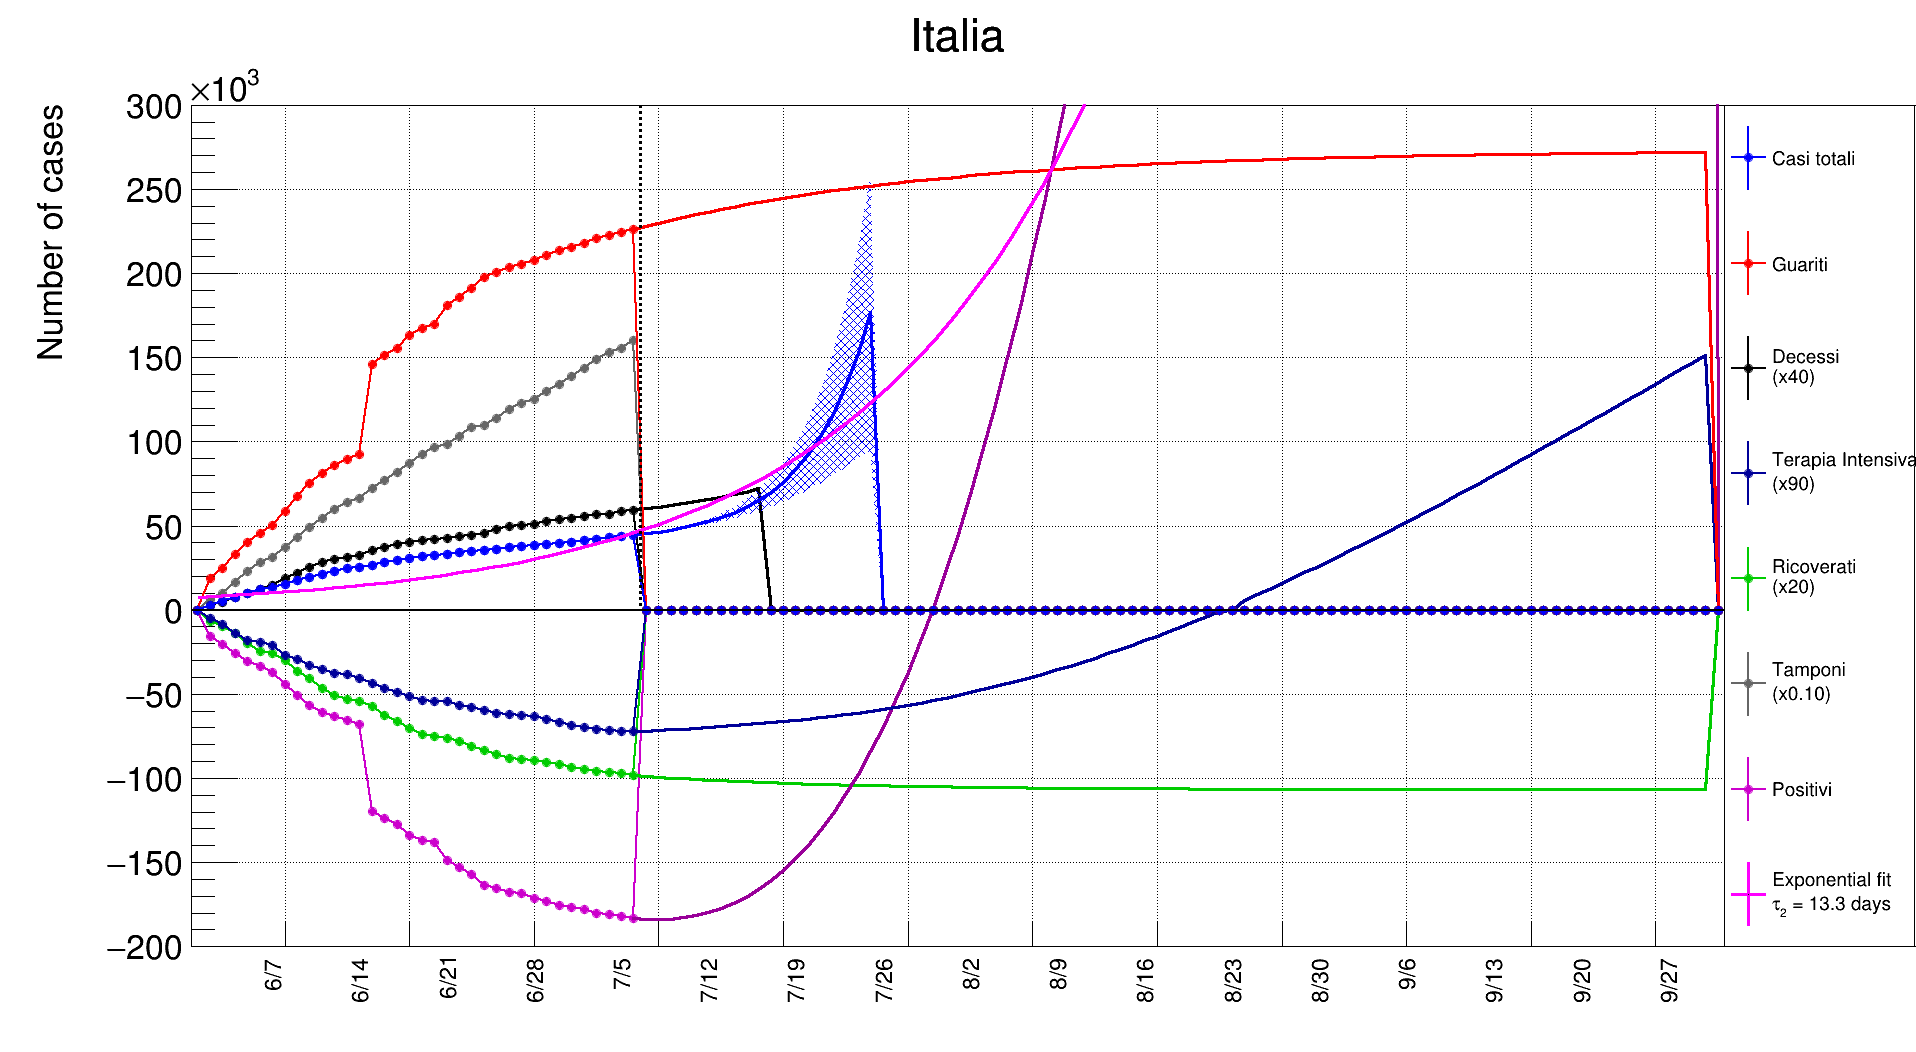 Italia
×10³
Number of cases
300
250
200
150
100
50
0
−50
−100
−150
−200
6/7
6/14
6/21
6/28
7/5
7/12
7/19
7/26
8/2
8/9
8/16
8/23
8/30
9/6
9/13
9/20
9/27
Casi totali
Guariti
Decessi
(x40)
Terapia Intensiva
(x90)
Ricoverati
(x20)
Tamponi
(x0.10)
Positivi
Exponential fit
τ₂ = 13.3 days